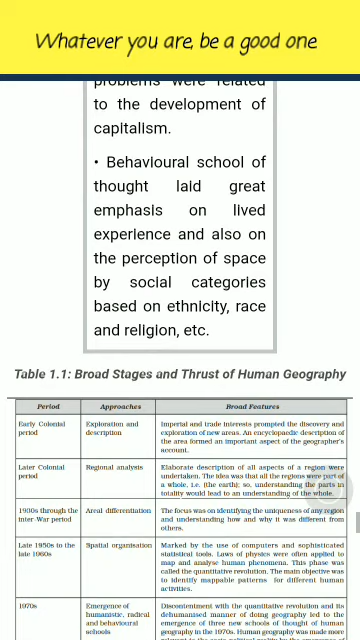 Whatever you are, be a good one
problems were related
to the development of
capitalism.
• Behavioural school of
thought laid great
emphasis on lived
experience and also on
the perception of space
by social categories
based on ethnicity, race
and religion, etc.
Table 1.1: Broad Stages and Thrust of Human Geography
Period Approaches Broad Features
Early Colonial period
Exploration and description
Imperial and trade interests prompted the discovery and
exploration of new areas. An encyclopaedic description of
the area formed an important aspect of the geographer's
account.
Later Colonial period
Regional analysis
Elaborate description of all aspects of a region were
undertaken. The idea was that all the regions were part of
a whole, i.e. (the earth); so, understanding the parts in
totality would lead to an understanding of the whole.
1930s through the inter-War period
Areal differentiation
The focus was on identifying the uniqueness of any region
and understanding how and why it was different from
others.
Late 1950s to the late 1960s
Spatial organisation
Marked by the use of computers and sophisticated
statistical tools. Laws of physics were often applied to
map and analyse human phenomena. This phase was
called the quantitative revolution. The main objective was
to identify mappable patterns for different human
activities.
1970s
Emergence of humanistic, radical and behavioural schools
Discontentment with the quantitative revolution and its
dehumanised manner of doing geography led to the
emergence of three new schools of thought of human
geography in the 1970s. Human geography was made more